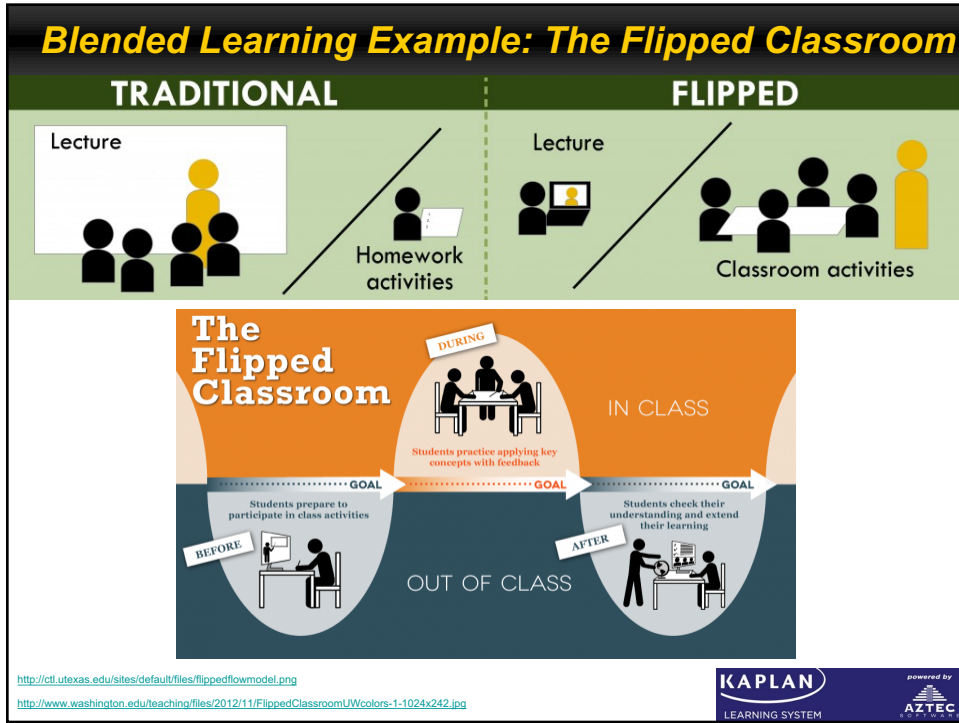 Blended Learning Example: The Flipped Classroom
TRADITIONAL
FLIPPED
Lecture
Homework
activities
Lecture
Classroom activities
The
Flipped
Classroom
DURING
IN CLASS
Students practice applying key
concepts with feedback
GOAL
GOAL
GOAL
Students prepare to
participate in class activities
BEFORE
Students check their
understanding and extend
their learning
AFTER
OUT OF CLASS
http://ctl.utexas.edu/sites/default/files/flippedflowmodel.png
http://www.washington.edu/teaching/files/2012/11/FlippedClassroomUWcolors-1-1024x242.jpg
KAPLAN
LEARNING SYSTEM
powered by
AZTEC
SOFTWARE